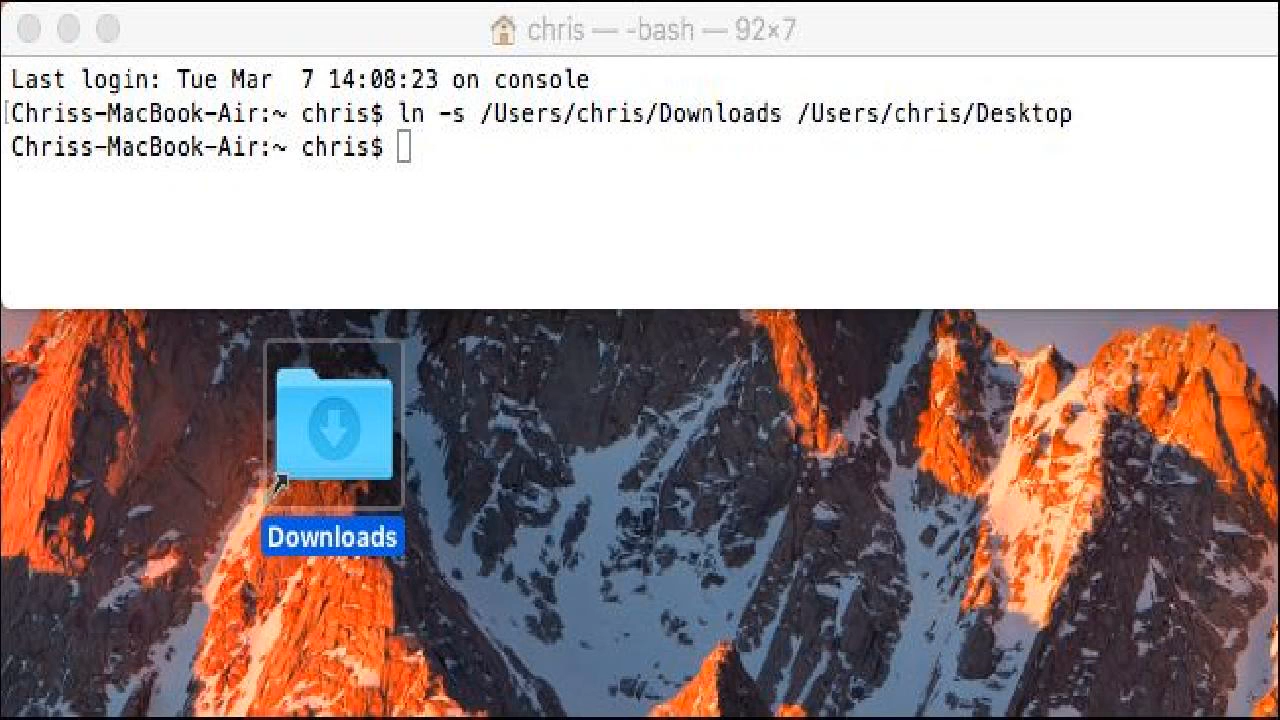 chris — -bash — 92×7
Last login: Tue Mar  7 14:08:23 on console
[Chriss-MacBook-Air:~ chris$ ln -s /Users/chris/Downloads /Users/chris/Desktop
Chriss-MacBook-Air:~ chris$
Downloads